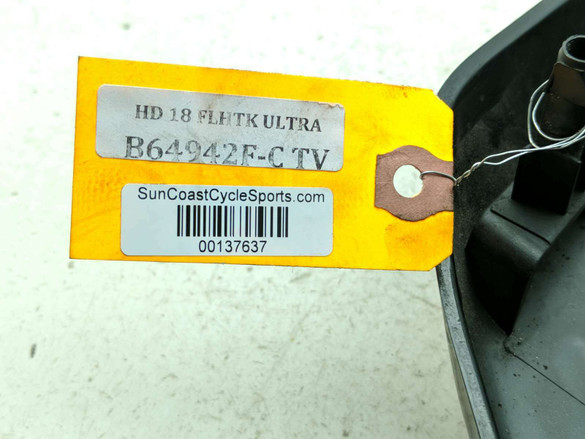 HD 18 FLHTK ULTRA
B64942F-C TV
SunCoastCycleSports.com
00137637